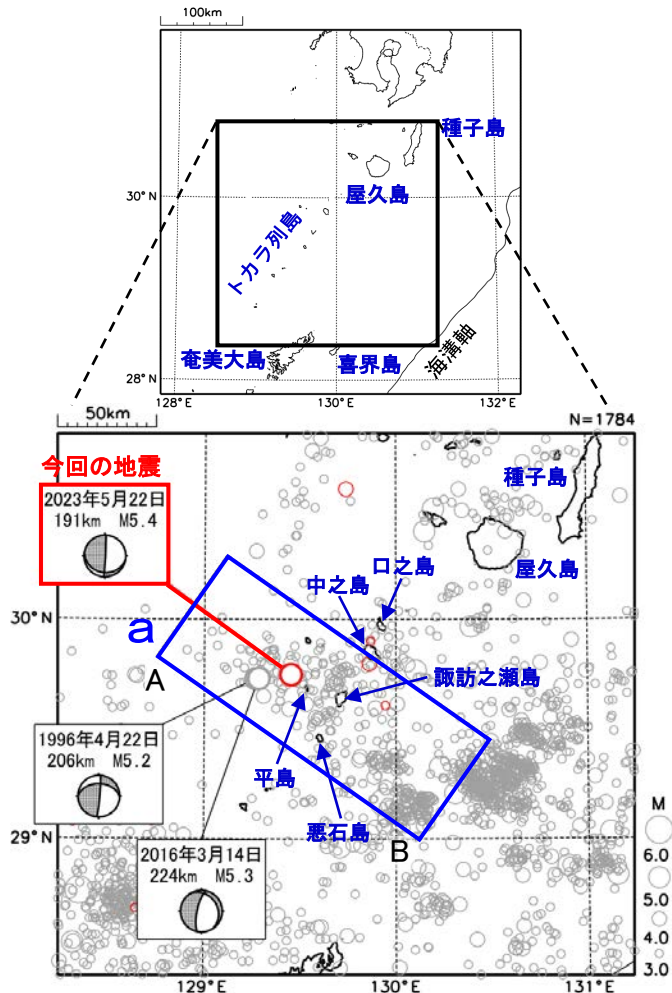 100km
種子島
屋久島
30°N
トカラ列島
海溝軸
奄美大島
喜界島
28°N
128°E
130°E
132°E
50km
N=1784
今回の地震
種子島
2023年5月22日
191km M5.4
屋久島
口之島
中之島
30°N
a
A
諏訪之瀬島
1996年4月22日
206km M5.2
平島
悪石島
M
29°N
B
2016年3月14日
224km M5.3
6.0
5.0
4.0
3.0
129°E
130°E
131°E